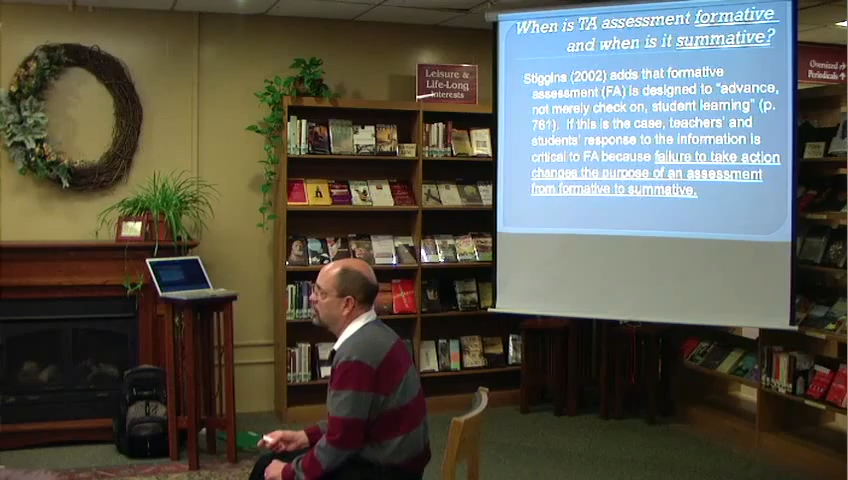 When is TA assessment formative
and when is it summative?
Stiggins (2002) adds that formative
assessment (FA) is designed to "advance,
not merely check on, student learning" (p.
761). If this is the case, teachers' and
students' response to the information is
critical to FA because failure to take action
changes the purpose of an assessment
from formative to summative.
Leisure &
Life-Long
Interests
Oversized
Periodicals